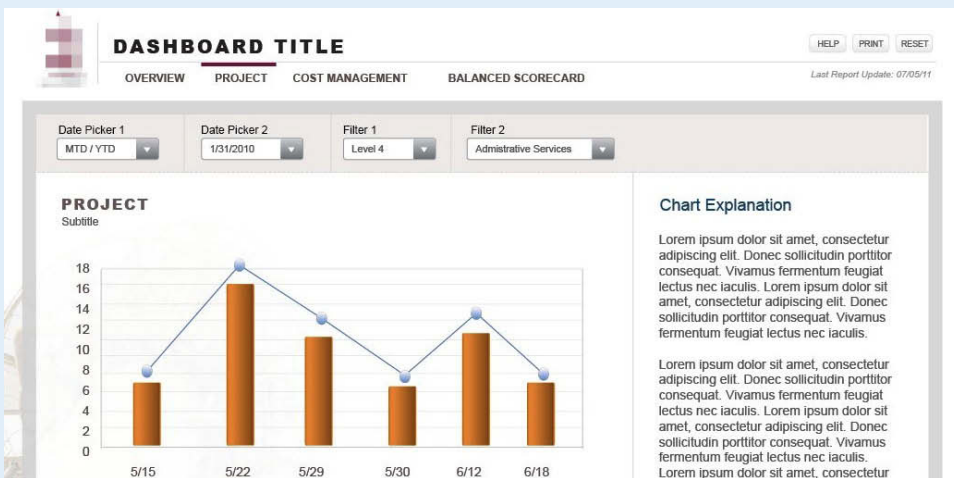 DASHBOARD TITLE
HELP PRINT RESET
OVERVIEW PROJECT COST MANAGEMENT BALANCED SCORECARD
Last Report Update: 07/05/11
Date Picker 1 Date Picker 2 Filter 1 Filter 2
MTD / YTD 1/31/2010 Level 4 Admistrative Services
PROJECT
Subtitle
18
16
14
12
10
8
6
4
2
0
5/15 5/22 5/29 5/30 6/12 6/18
Chart Explanation
Lorem ipsum dolor sit amet, consectetur
adipiscing elit. Donec sollicitudin porttitor
consequat. Vivamus fermentum feugiat
lectus nec iaculis. Lorem ipsum dolor sit
amet, consectetur adipiscing elit. Donec
sollicitudin porttitor consequat. Vivamus
fermentum feugiat lectus nec iaculis.
Lorem ipsum dolor sit amet, consectetur
adipiscing elit. Donec sollicitudin porttitor
consequat. Vivamus fermentum feugiat
lectus nec iaculis. Lorem ipsum dolor sit
amet, consectetur adipiscing elit. Donec
sollicitudin porttitor consequat. Vivamus
fermentum feugiat lectus nec iaculis.
Lorem ipsum dolor sit amet, consectetur